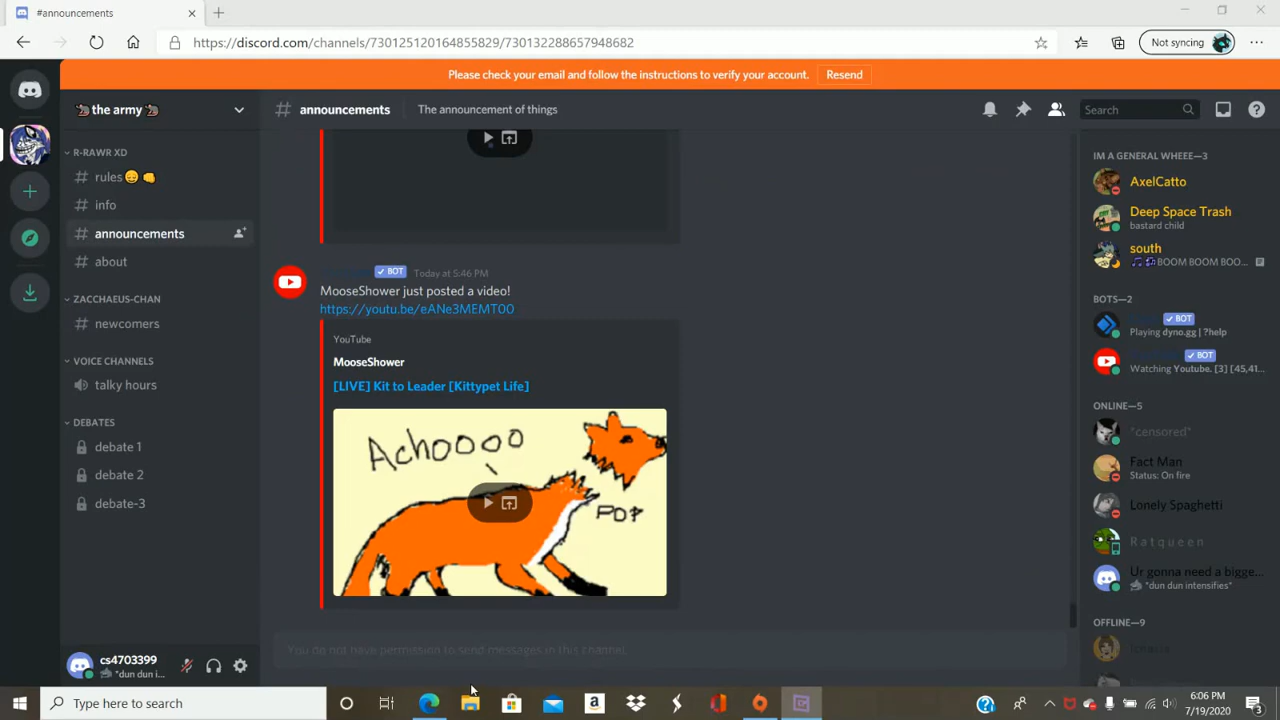 #announcements
https://discord.com/channels/730125120164855829/730132288657948682
Not syncing
Please check your email and follow the instructions to verify your account.
Resend
the army
announcements
The announcement of things
Search
R-RAWR XD
rules
info
announcements
about
ZACCHAEUS-CHAN
newcomers
VOICE CHANNELS
talky hours
DEBATES
debate 1
debate 2
debate-3
cs4703399
*dun dun i...
BOT
Today at 5:46 PM
MooseShower just posted a video!
https://youtu.be/eANe3MEMT00
YouTube
MooseShower
[LIVE] Kit to Leader [Kittypet Life]
Achoooo
POP
You do not have permission to send messages in this channel.
IM A GENERAL WHEEE—3
AxelCatto
Deep Space Trash
bastard child
south
BOOM BOOM BOO...
BOTS—2
BOT
Playing dyno.gg | ?help
BOT
Watching Youtube. [3] [45,41...
ONLINE—5
*censored*
Fact Man
Status: On fire
Lonely Spaghetti
Ratqueen
Ur gonna need a bigge...
*dun dun intensifies*
OFFLINE—9
Type here to search
6:06 PM
7/19/2020
3